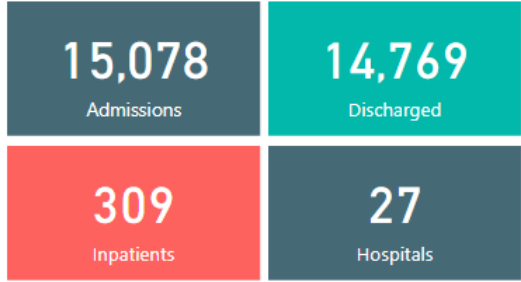 15,078
Admissions
14,769
Discharged
309
Inpatients
27
Hospitals